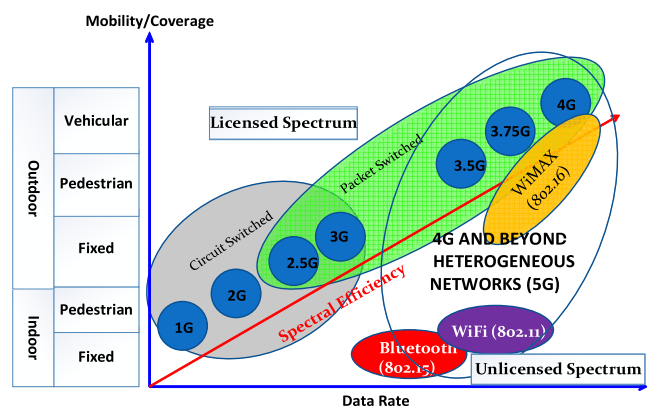 Mobility/Coverage
Licensed Spectrum
Outdoor
Vehicular
Pedestrian
Fixed
Indoor
Pedestrian
Fixed
Circuit Switched
Packet Switched
1G
2G
2.5G
3G
3.5G
3.75G
4G
WiMAX
(802.16)
Spectral Efficiency
4G AND BEYOND
HETEROGENEOUS
NETWORKS (5G)
WiFi (802.11)
Bluetooth
(802.15)
Unlicensed Spectrum
Data Rate